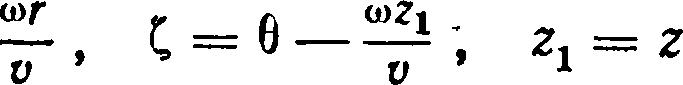 ωr/υ , ζ = θ — ωz₁/υ ; z₁ = z